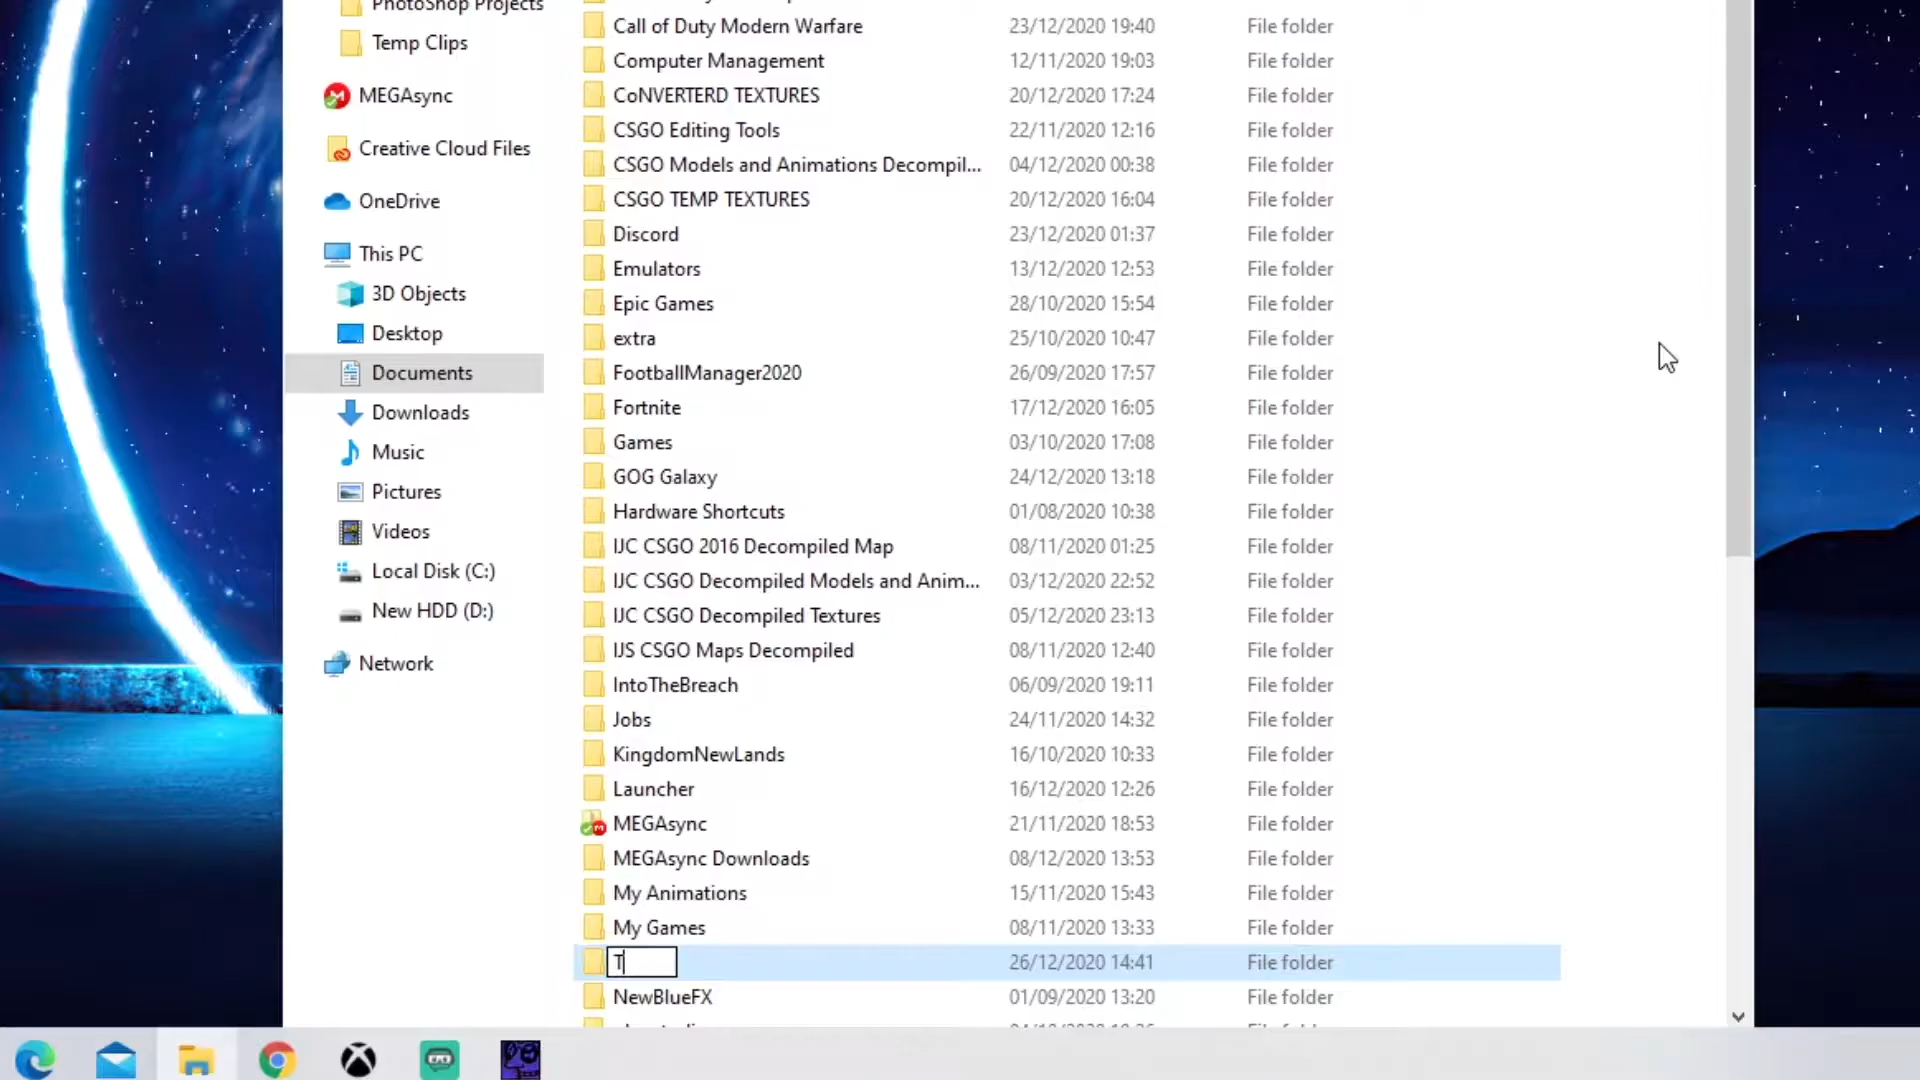 PhotoShop Projects
Temp Clips
MEGAsync
Creative Cloud Files
OneDrive
This PC
3D Objects
Desktop
Documents
Downloads
Music
Pictures
Videos
Local Disk (C:)
New HDD (D:)
Network
Call of Duty Modern Warfare 23/12/2020 19:40 File folder
Computer Management 12/11/2020 19:03 File folder
CoNVERTERD TEXTURES 20/12/2020 17:24 File folder
CSGO Editing Tools 22/11/2020 12:16 File folder
CSGO Models and Animations Decompil... 04/12/2020 00:38 File folder
CSGO TEMP TEXTURES 20/12/2020 16:04 File folder
Discord 23/12/2020 01:37 File folder
Emulators 13/12/2020 12:53 File folder
Epic Games 28/10/2020 15:54 File folder
extra 25/10/2020 10:47 File folder
FootballManager2020 26/09/2020 17:57 File folder
Fortnite 17/12/2020 16:05 File folder
Games 03/10/2020 17:08 File folder
GOG Galaxy 24/12/2020 13:18 File folder
Hardware Shortcuts 01/08/2020 10:38 File folder
IJC CSGO 2016 Decompiled Map 08/11/2020 01:25 File folder
IJC CSGO Decompiled Models and Anim... 03/12/2020 22:52 File folder
IJC CSGO Decompiled Textures 05/12/2020 23:13 File folder
IJS CSGO Maps Decompiled 08/11/2020 12:40 File folder
IntoTheBreach 06/09/2020 19:11 File folder
Jobs 24/11/2020 14:32 File folder
KingdomNewLands 16/10/2020 10:33 File folder
Launcher 16/12/2020 12:26 File folder
MEGAsync 21/11/2020 18:53 File folder
MEGAsync Downloads 08/12/2020 13:53 File folder
My Animations 15/11/2020 15:43 File folder
My Games 08/11/2020 13:33 File folder
T 26/12/2020 14:41 File folder
NewBlueFX 01/09/2020 13:20 File folder